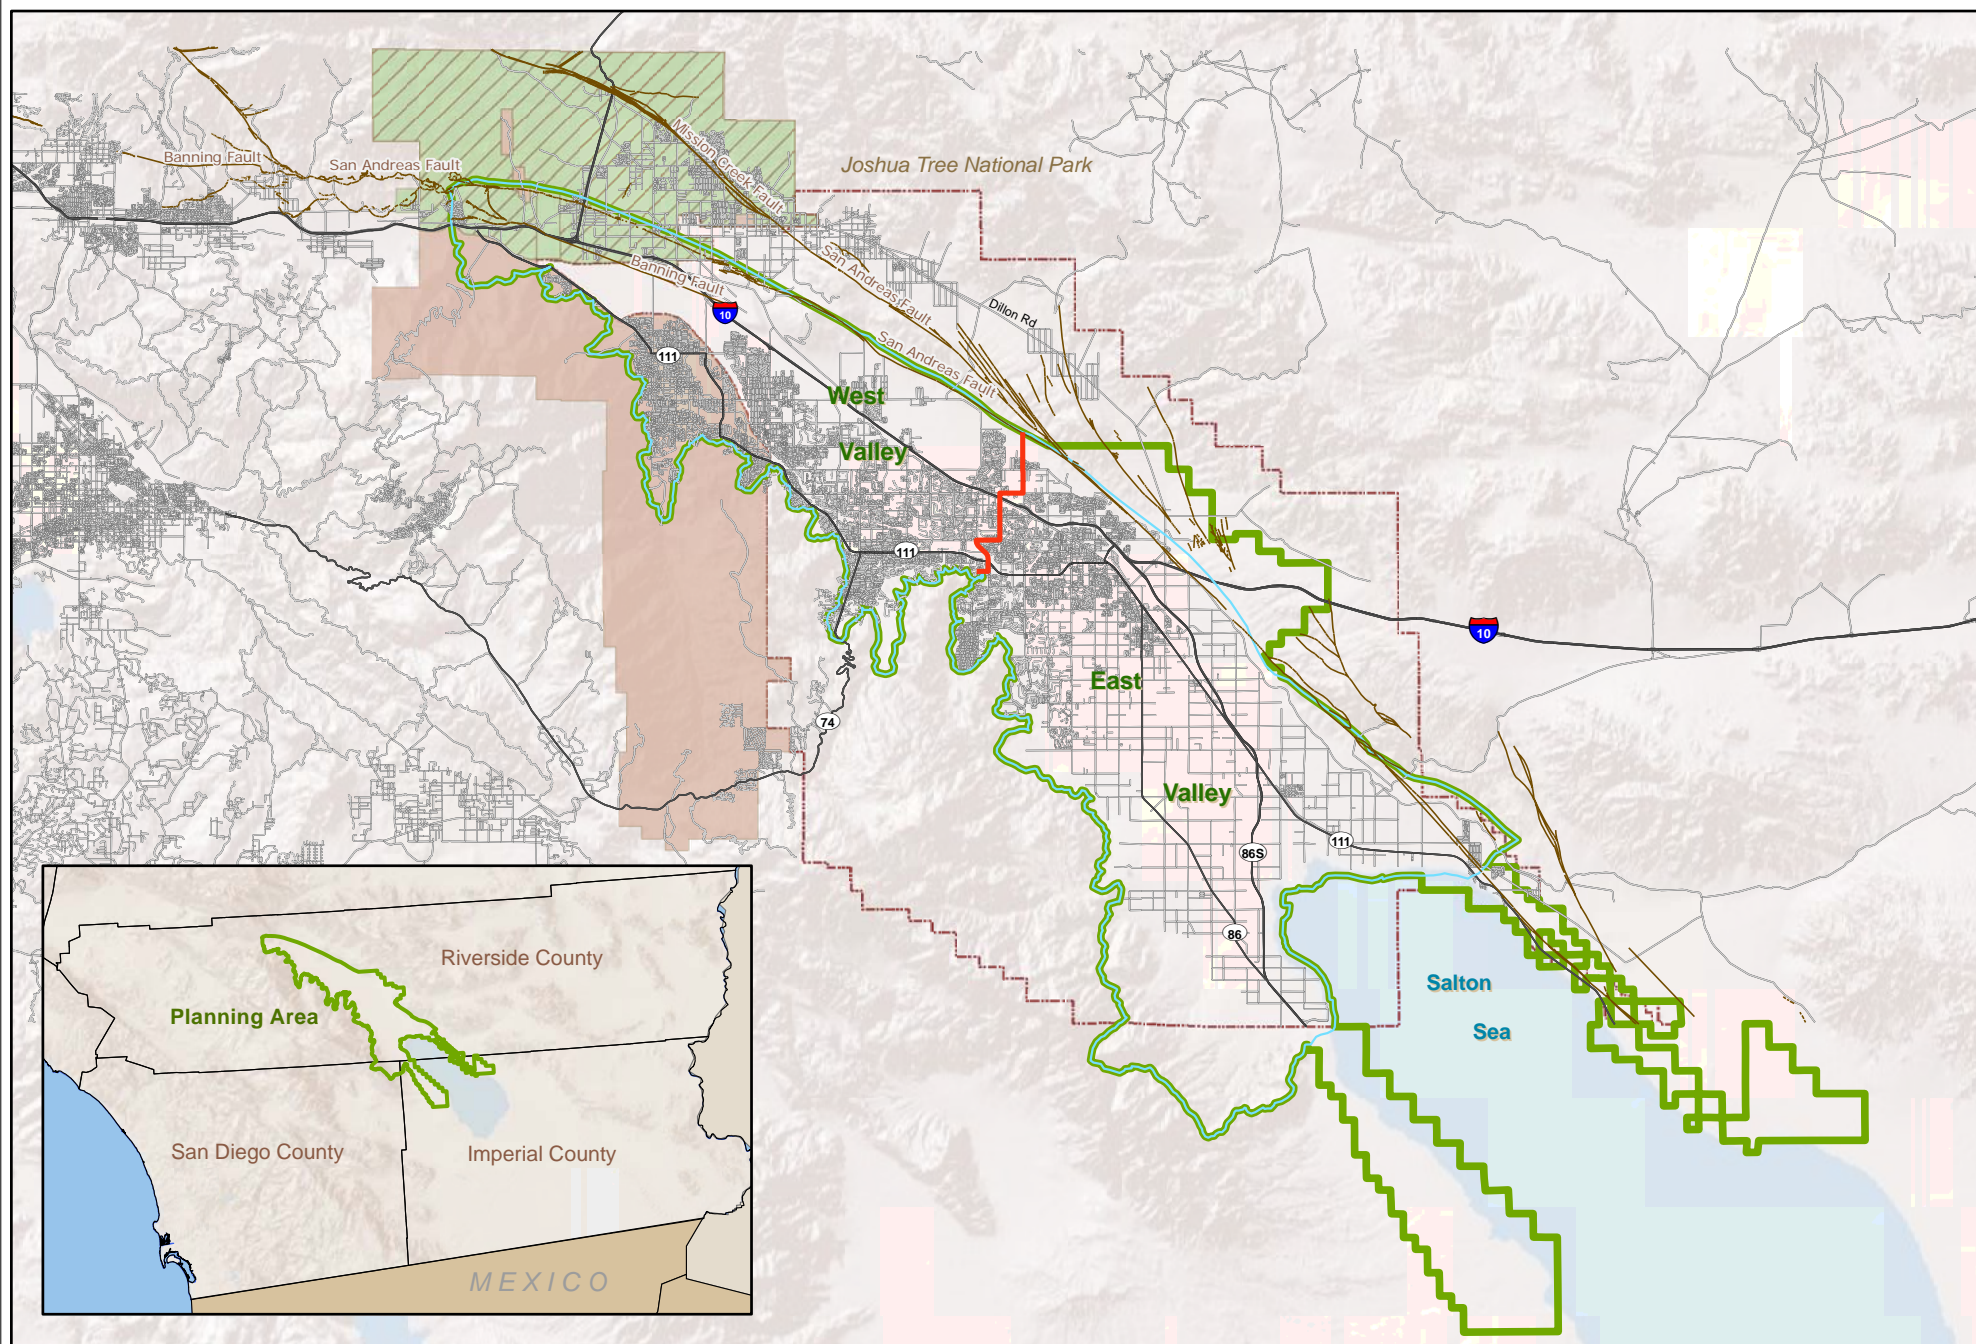 Joshua Tree National Park
Banning Fault
San Andreas Fault
Mission Creek Fault
San Andreas Fault
Banning Fault
Dillon Rd
10
San Andreas Fault
111
West
Valley
111
10
East
74
Valley
111
86S
86
Salton
Sea
Riverside County
Planning Area
San Diego County
Imperial County
MEXICO